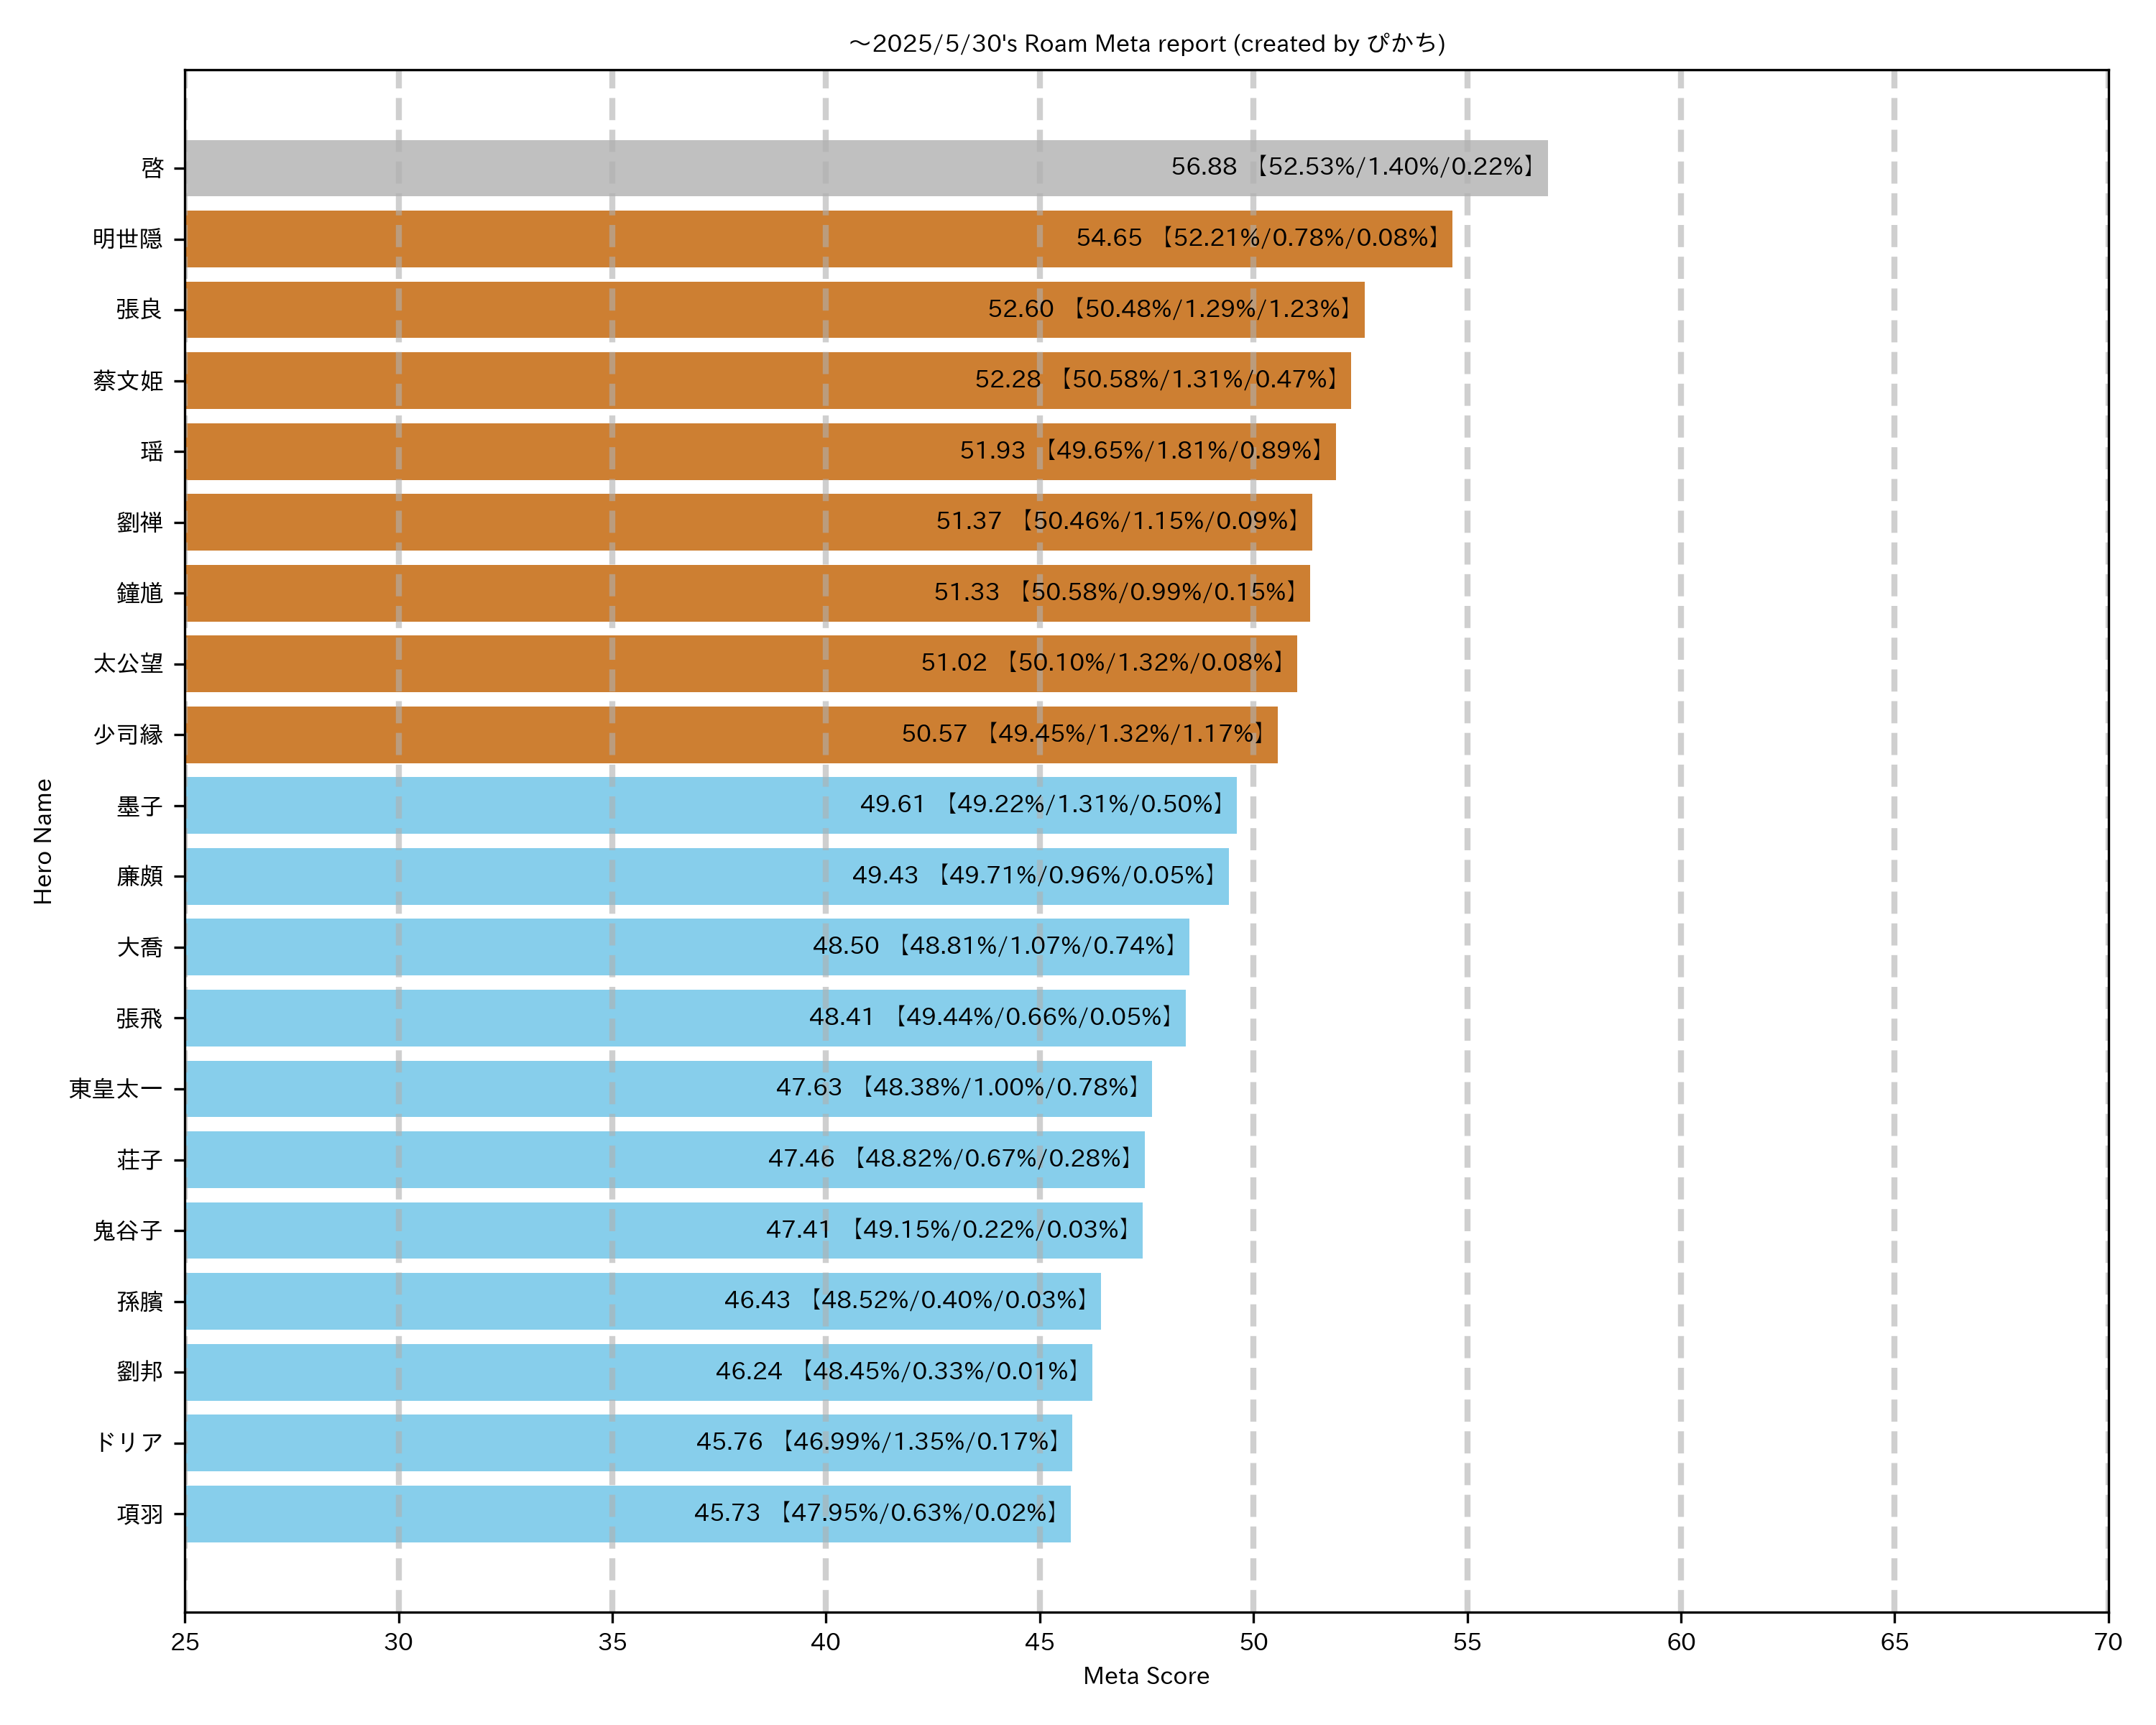 ～2025/5/30's Roam Meta report (created by ぴかち)
啓 56.88 【52.53%/1.40%/0.22%】
明世隠 54.65 【52.21%/0.78%/0.08%】
張良 52.60 【50.48%/1.29%/1.23%】
蔡文姫 52.28 【50.58%/1.31%/0.47%】
瑶 51.93 【49.65%/1.81%/0.89%】
劉禅 51.37 【50.46%/1.15%/0.09%】
鐘馗 51.33 【50.58%/0.99%/0.15%】
太公望 51.02 【50.10%/1.32%/0.08%】
少司縁 50.57 【49.45%/1.32%/1.17%】
墨子 49.61 【49.22%/1.31%/0.50%】
廉頗 49.43 【49.71%/0.96%/0.05%】
大喬 48.50 【48.81%/1.07%/0.74%】
張飛 48.41 【49.44%/0.66%/0.05%】
東皇太一 47.63 【48.38%/1.00%/0.78%】
荘子 47.46 【48.82%/0.67%/0.28%】
鬼谷子 47.41 【49.15%/0.22%/0.03%】
孫臏 46.43 【48.52%/0.40%/0.03%】
劉邦 46.24 【48.45%/0.33%/0.01%】
ドリア 45.76 【46.99%/1.35%/0.17%】
項羽 45.73 【47.95%/0.63%/0.02%】
Hero Name
25 30 35 40 45 50 55 60 65 70
Meta Score